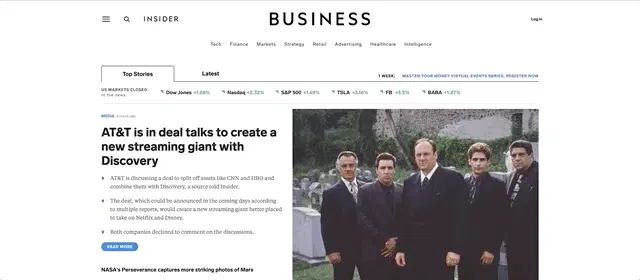 INSIDER
BUSINESS
Log in
Tech Finance Markets Strategy Retail Advertising Healthcare Intelligence
Top Stories Latest
1 WEEK: MASTER YOUR MONEY VIRTUAL EVENTS SERIES, REGISTER NOW
US MARKETS CLOSED
In the news
Dow Jones +1.06% Nasdaq +2.32% S&P 500 +1.49% TSLA +3.16% FB +3.5% BABA +1.27%
MEDIA
AT&T is in deal talks to create a
new streaming giant with
Discovery
AT&T is discussing a deal to split off assets like CNN and HBO and
combine them with Discovery, a source told Insider.
The deal, which could be announced in the coming days according
to multiple reports, would create a new streaming giant better placed
to take on Netflix and Disney.
Both companies declined to comment on the discussions.
READ MORE
NASA's Perseverance captures more striking photos of Mars